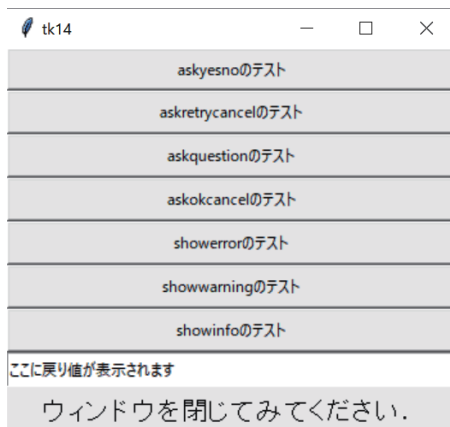 tk14
askyesnoのテスト
askretrycancelのテスト
askquestionのテスト
askokcancelのテスト
showerrorのテスト
showwarningのテスト
showinfoのテスト
ここに戻り値が表示されます
ウィンドウを閉じてみてください.